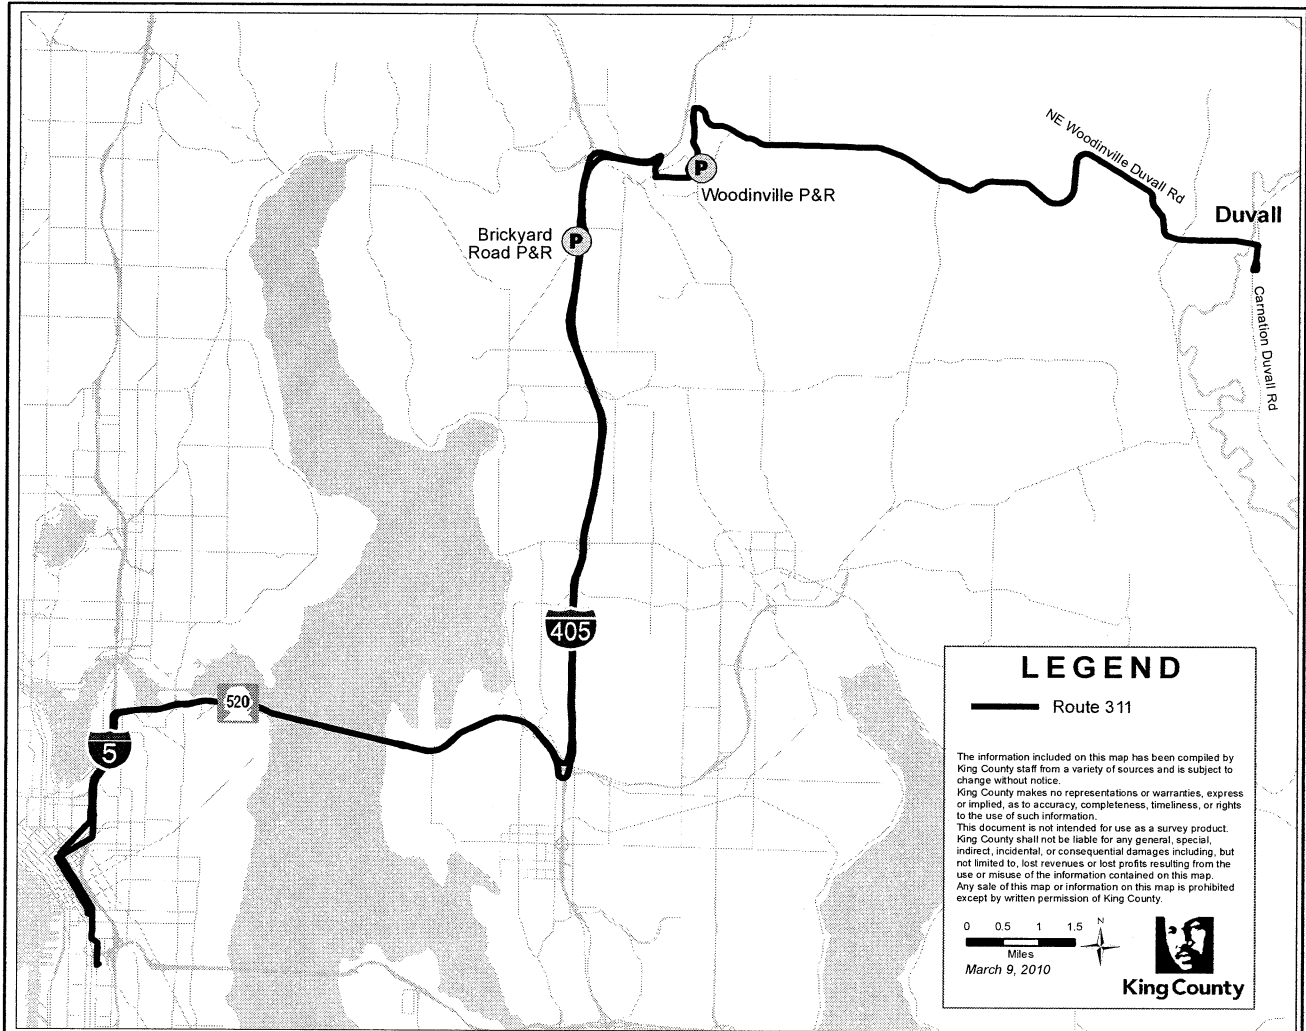 NE Woodinville Duvall Rd
P
Woodinville P&R
Duvall
Brickyard
Road P&R
P
Carnation Duvall Rd
405
520
5
LEGEND
Route 311
The information included on this map has been compiled by
King County staff from a variety of sources and is subject to
change without notice.
King County makes no representations or warranties, express
or implied, as to accuracy, completeness, timeliness, or rights
to the use of such information.
This document is not intended for use as a survey product.
King County shall not be liable for any general, special,
indirect, incidental, or consequential damages including, but
not limited to, lost revenues or lost profits resulting from the
use or misuse of the information contained on this map.
Any sale of this map or information on this map is prohibited
except by written permission of King County.
0 0.5 1 1.5
Miles
N
March 9, 2010
King County